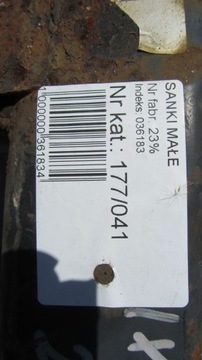 SANKI MAŁE
Nr fabr. 23%
Indeks: 036183
Nr kat.: 177/041
1000000361834